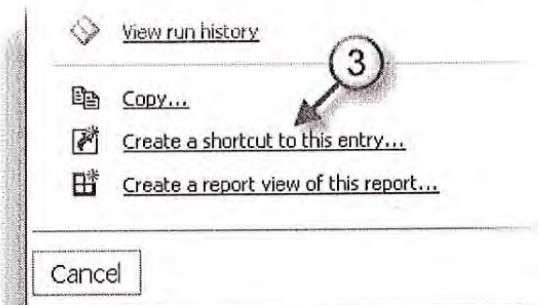 View run history
3
Copy...
Create a shortcut to this entry...
Create a report view of this report...
Cancel